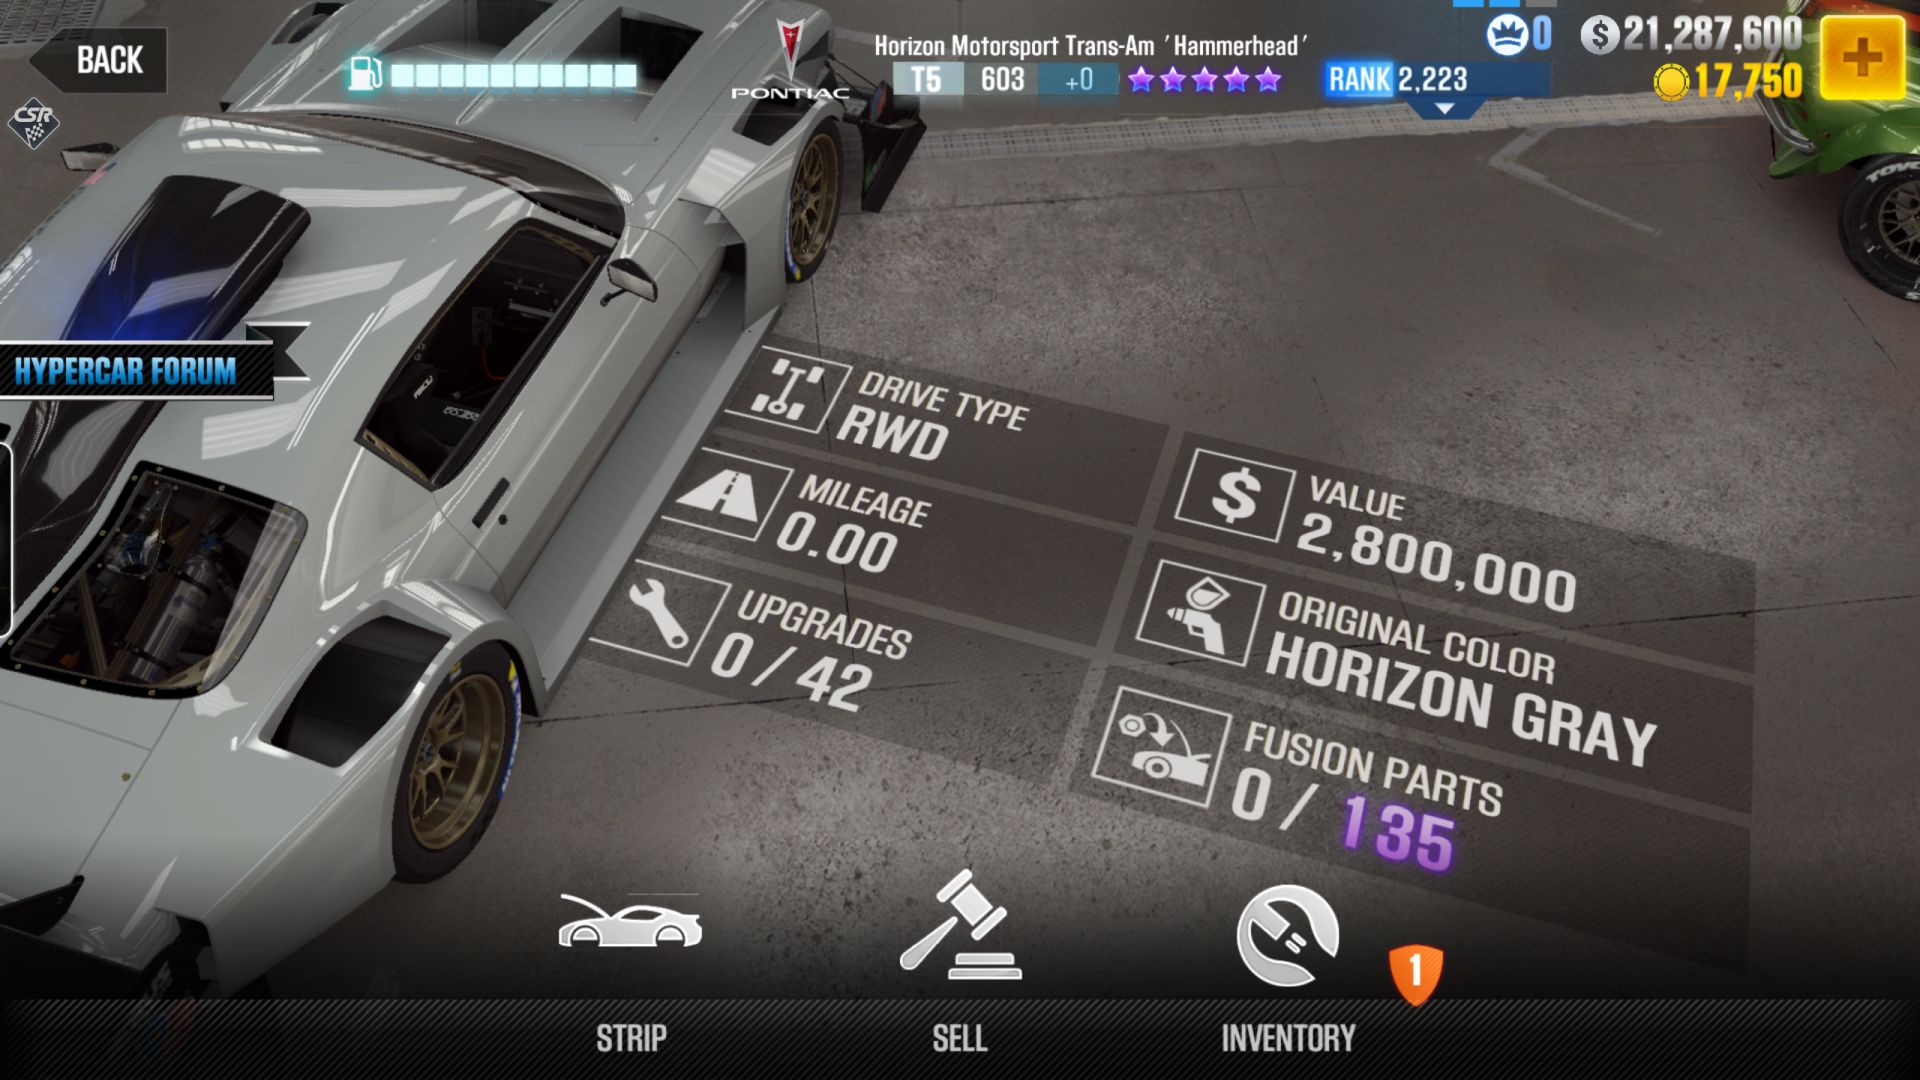 BACK
CSR
PONTIAC
Horizon Motorsport Trans-Am 'Hammerhead'
T5 603 +0
RANK 2,223
0
21,287,600
17,750
HYPERCAR FORUM
DRIVE TYPE
RWD
MILEAGE
0.00
UPGRADES
0 / 42
VALUE
2,800,000
ORIGINAL COLOR
HORIZON GRAY
FUSION PARTS
0 / 135
STRIP
SELL
INVENTORY
1